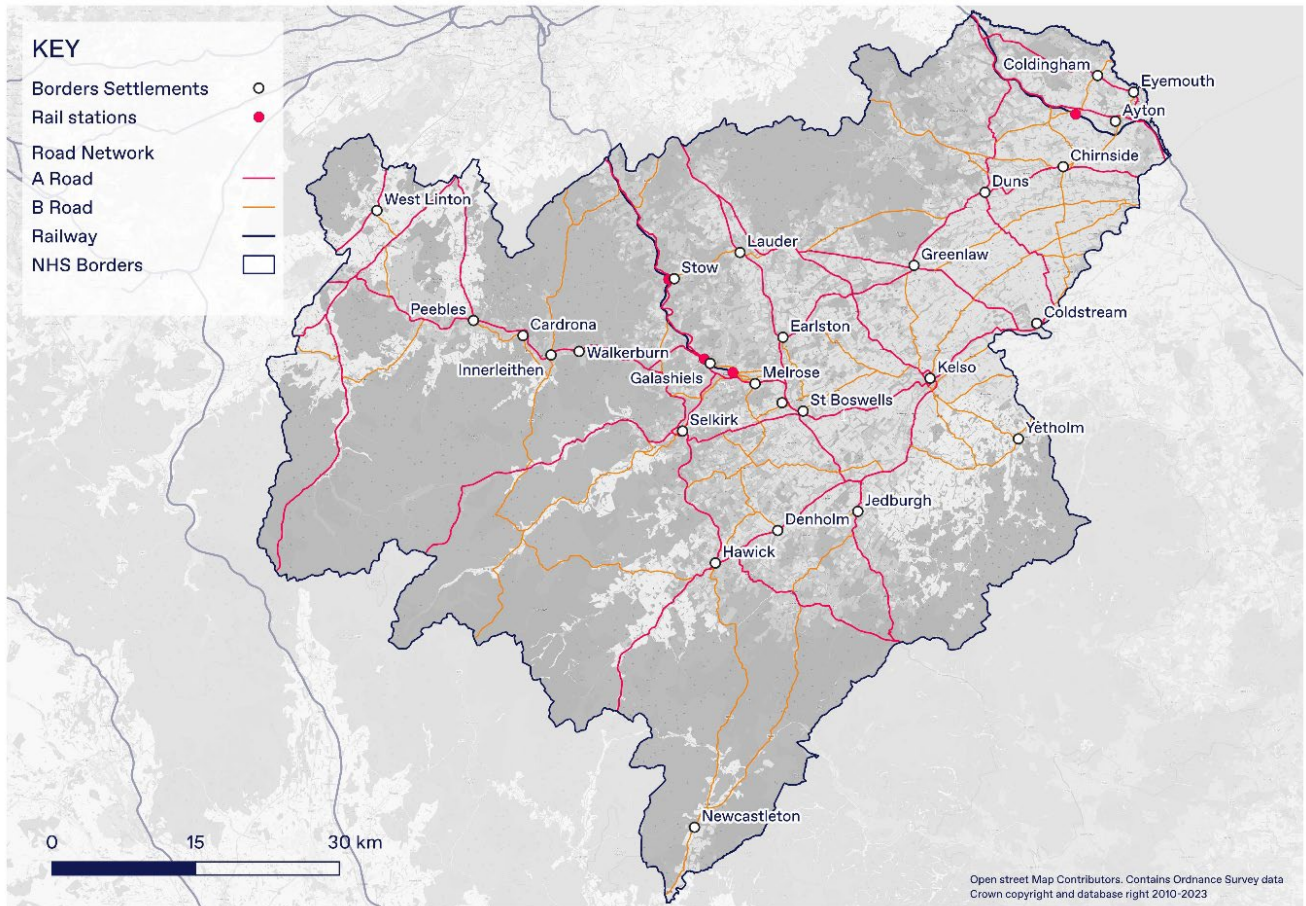 KEY
Borders Settlements
Rail stations
Road Network
A Road
B Road
Railway
NHS Borders
Coldingham
Eyemouth
Ayton
Chirnside
Duns
West Linton
Lauder
Greenlaw
Stow
Peebles
Cardrona
Earlston
Coldstream
Walkerburn
Innerleithen
Galashiels
Melrose
Kelso
St Boswells
Selkirk
Yetholm
Jedburgh
Denholm
Hawick
Newcastleton
0 15 30 km
Open street Map Contributors. Contains Ordnance Survey data
Crown copyright and database right 2010-2023